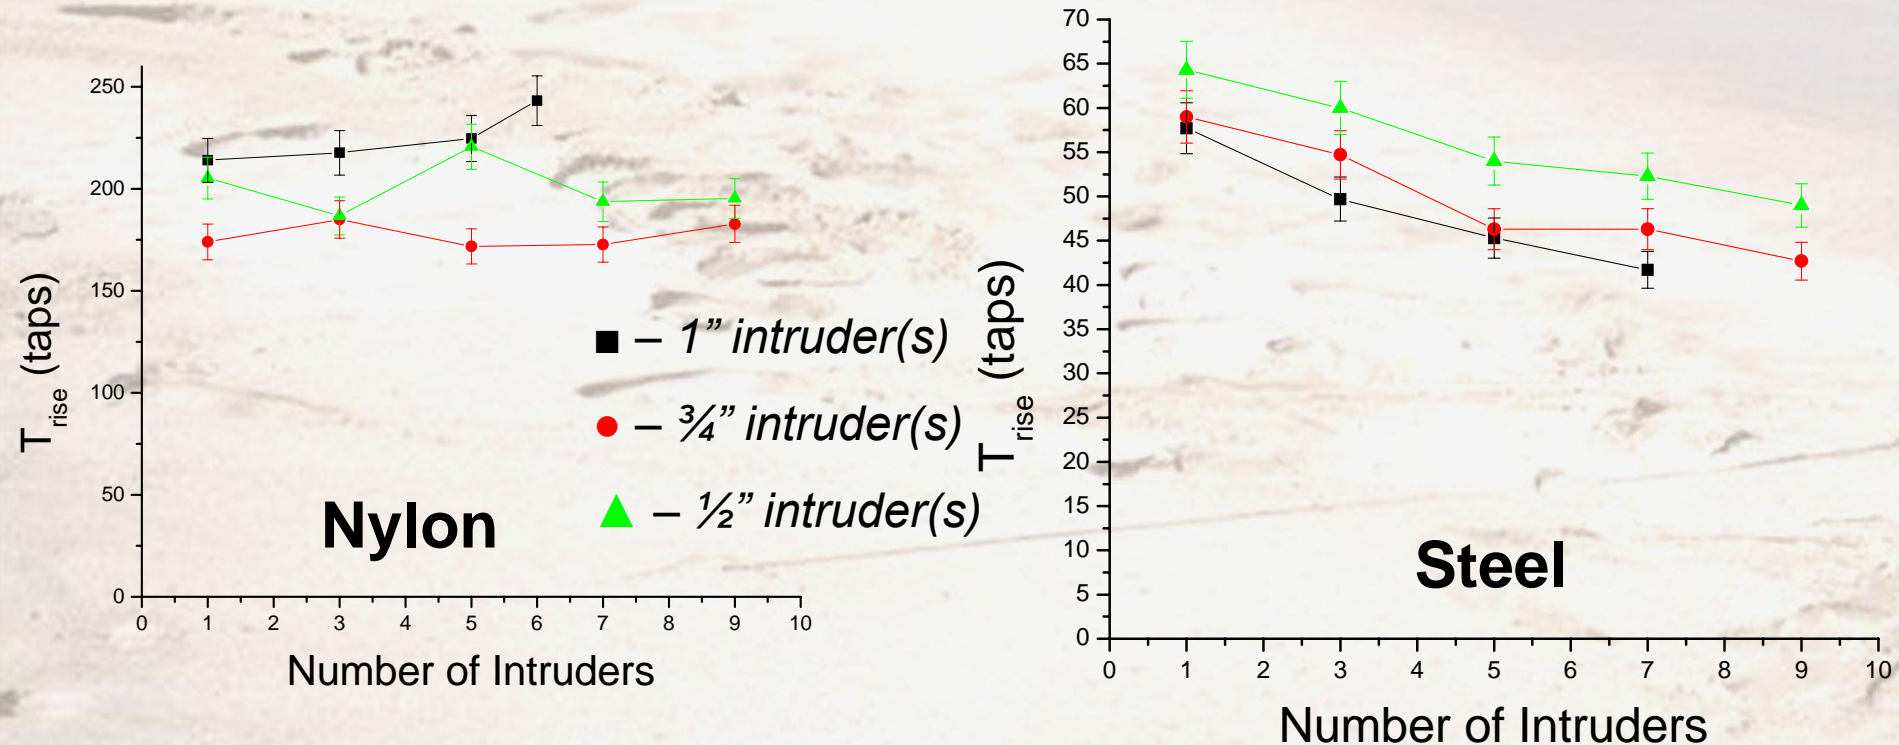 250
200
150
100
50
0
0 1 2 3 4 5 6 7 8 9 10
T_rise (taps)
Number of Intruders
Nylon
– 1” intruder(s)
– ¾” intruder(s)
– ½” intruder(s)
70
65
60
55
50
45
40
35
30
25
20
15
10
5
0
0 1 2 3 4 5 6 7 8 9 10
T_rise (taps)
Number of Intruders
Steel